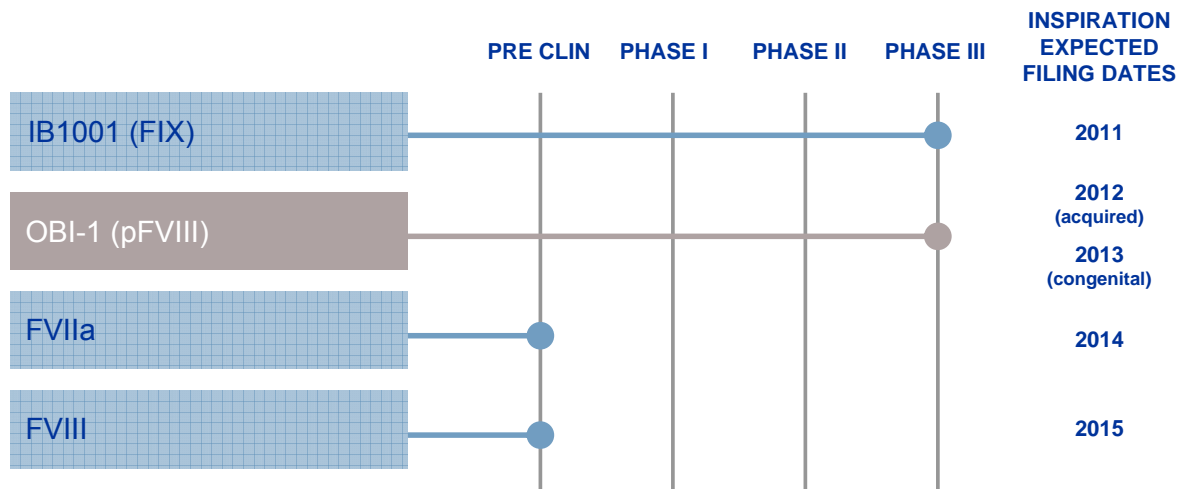 INSPIRATION
EXPECTED
FILING DATES
PRE CLIN PHASE I PHASE II PHASE III
IB1001 (FIX) 2011
OBI-1 (pFVIII) 2012
(acquired)
2013
(congenital)
FVIIa 2014
FVIII 2015